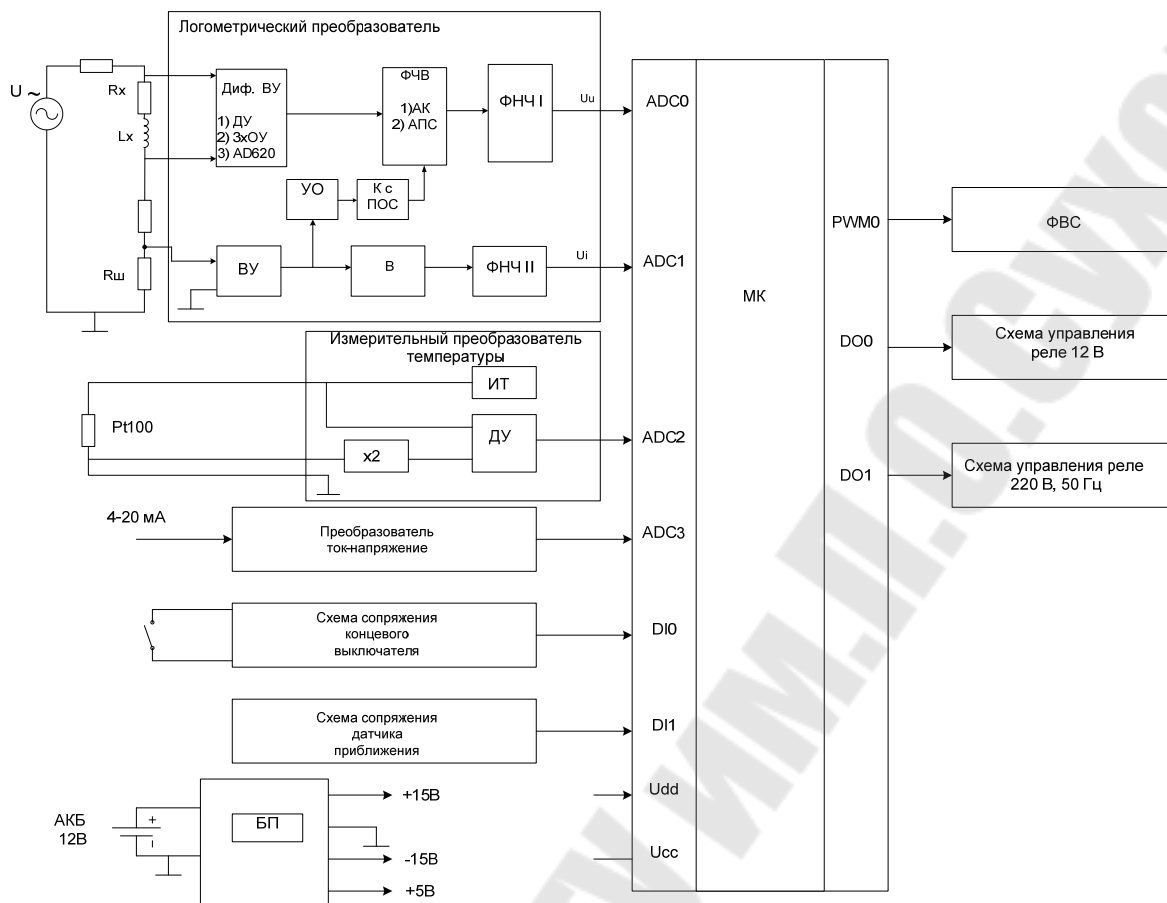 Логометрический преобразователь
U ~
Rx
Lx
Rш
Диф. ВУ
1) ДУ
2) 3хОУ
3) AD620
ФЧВ
1)АК
2) АПС
ФНЧ I
Uu
УО
К с
ПОС
ВУ
В
ФНЧ II
Ui
Измерительный преобразователь
температуры
ИТ
ДУ
x2
Pt100
4-20 мА
Преобразователь
ток-напряжение
Схема сопряжения
концевого
выключателя
Схема сопряжения
датчика
приближения
АКБ
12В
+
−
БП
+15В
-15В
+5В
ADC0
ADC1
ADC2
ADC3
DI0
DI1
Udd
Ucc
МК
PWM0
DO0
DO1
ФВС
Схема управления
реле 12 В
Схема управления реле
220 В, 50 Гц
ГУ им. П.О.Сухо